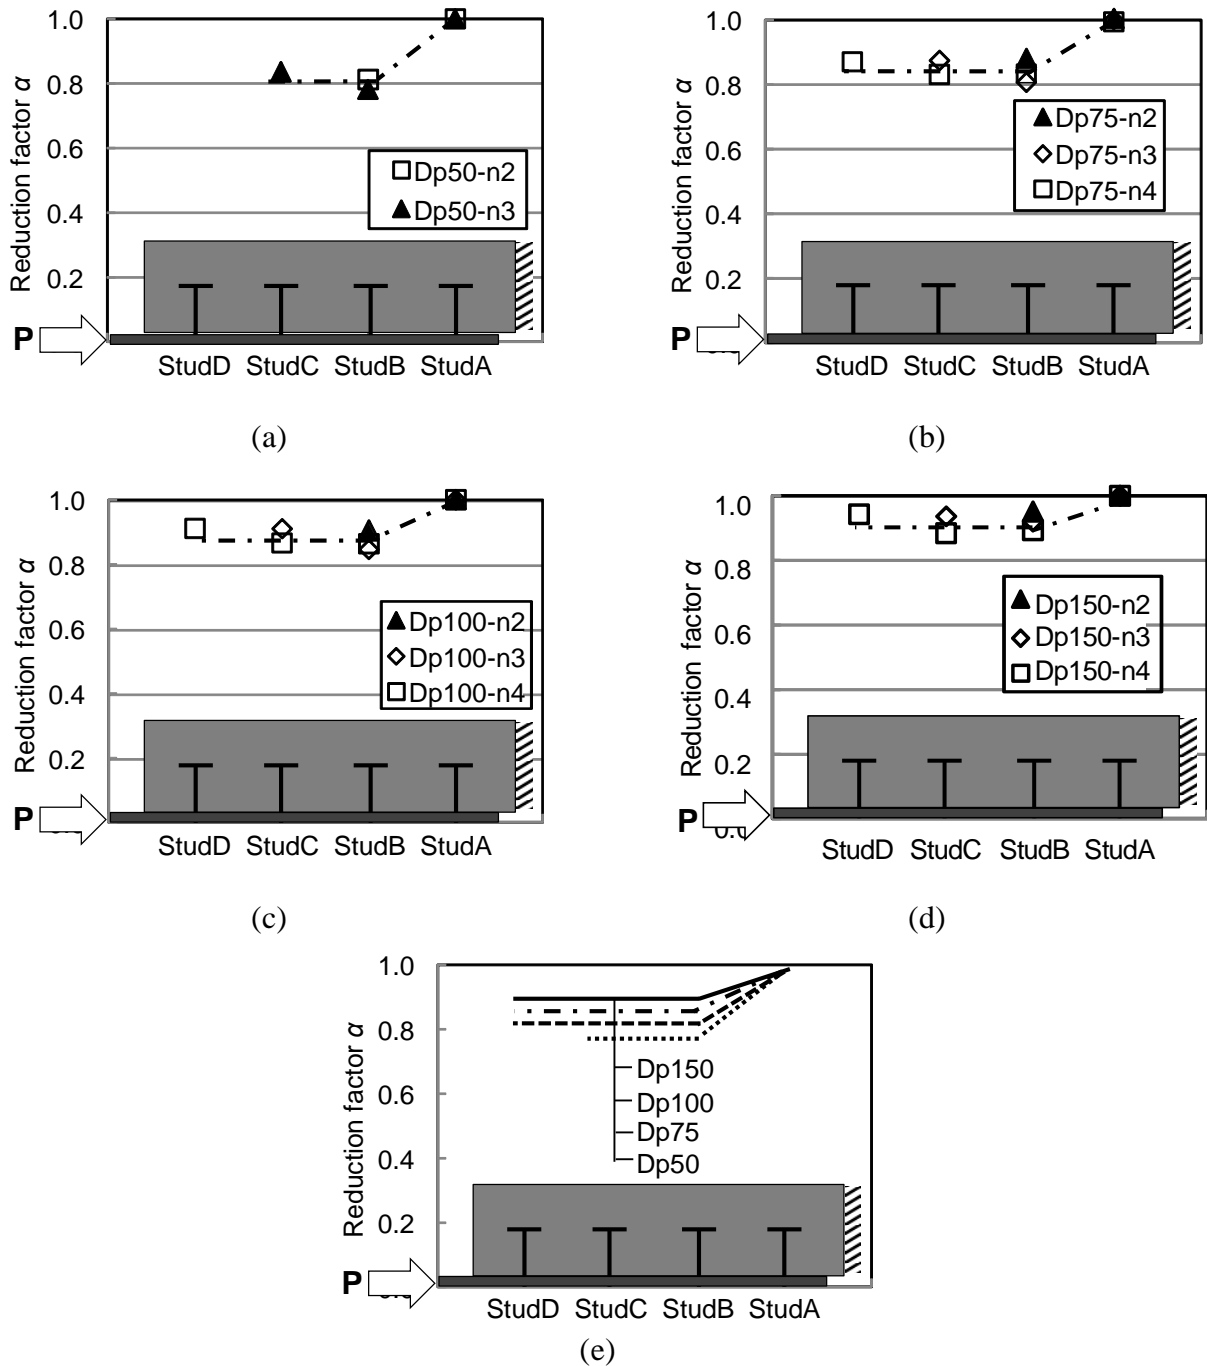 1.0
0.8
0.6
0.4
0.2
Reduction factor α
Dp50-n2
Dp50-n3
P
StudD StudC StudB StudA
(a)
1.0
0.8
0.6
0.4
0.2
Reduction factor α
Dp75-n2
Dp75-n3
Dp75-n4
P
StudD StudC StudB StudA
(b)
1.0
0.8
0.6
0.4
0.2
Reduction factor α
Dp100-n2
Dp100-n3
Dp100-n4
P
StudD StudC StudB StudA
(c)
1.0
0.8
0.6
0.4
0.2
0.0
Reduction factor α
Dp150-n2
Dp150-n3
Dp150-n4
P
StudD StudC StudB StudA
(d)
1.0
0.8
0.6
0.4
0.2
Reduction factor α
Dp150
Dp100
Dp75
Dp50
P
StudD StudC StudB StudA
(e)